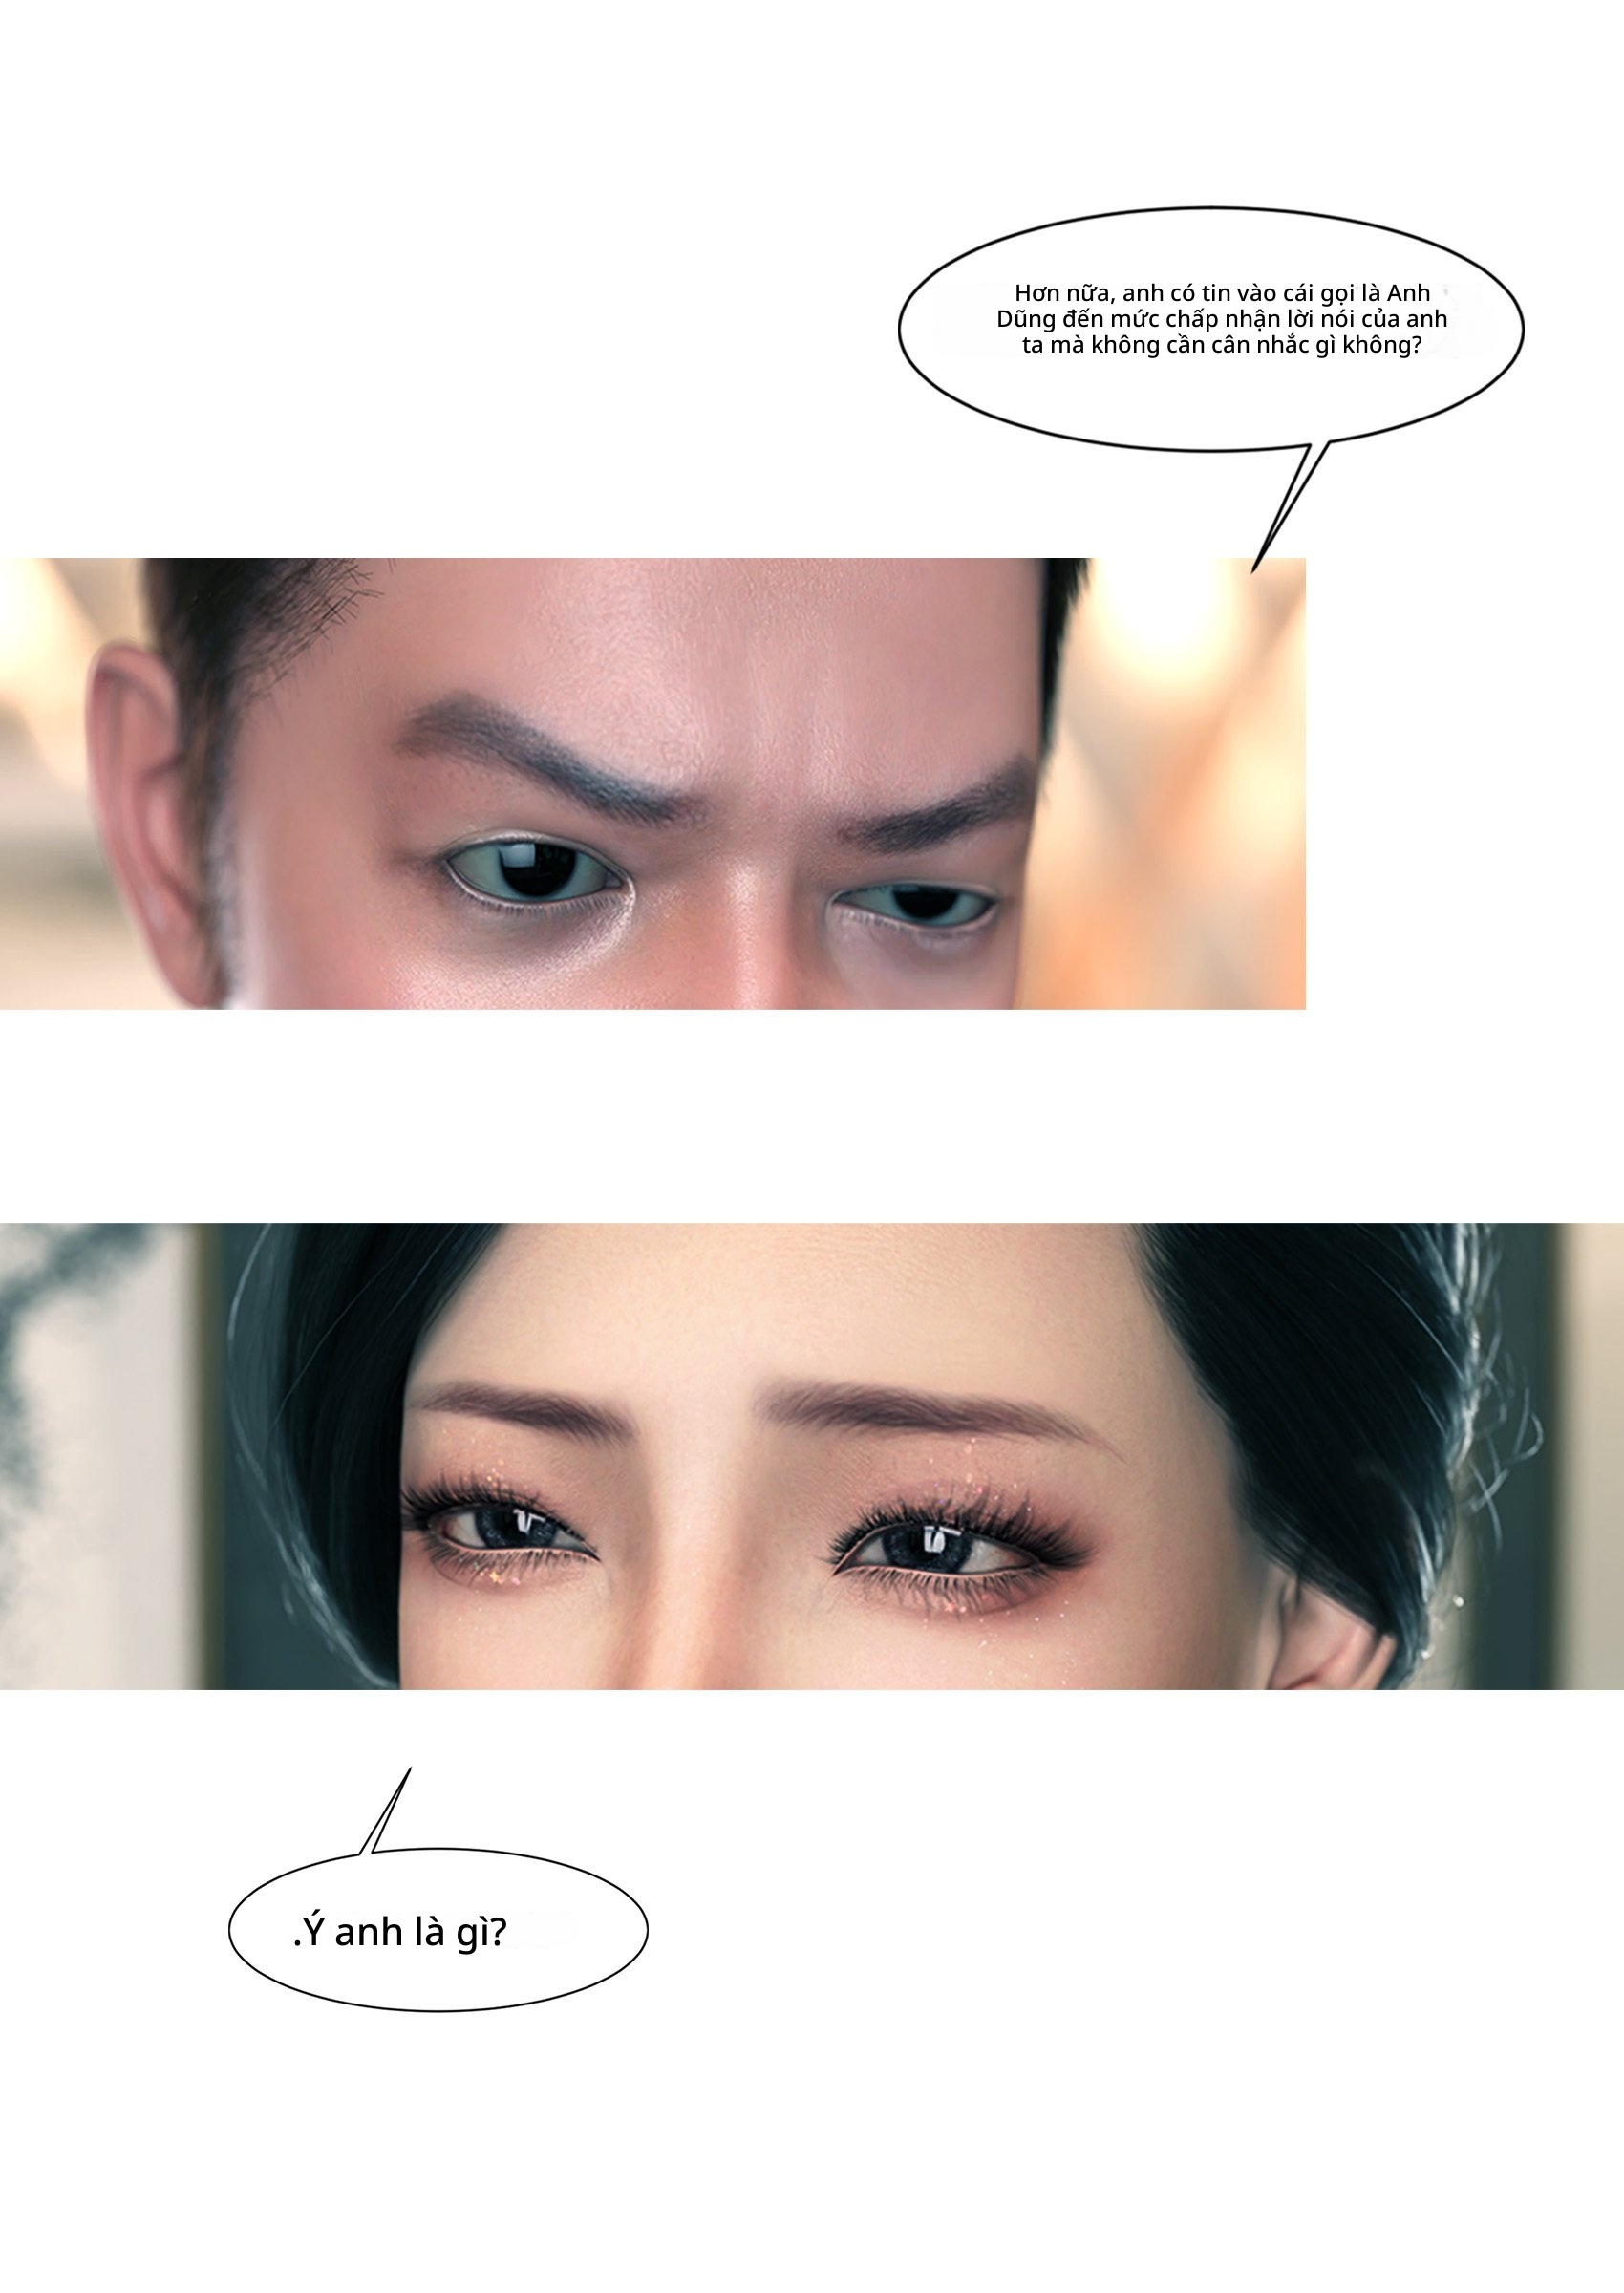 Hơn nữa, anh có tin vào cái gọi là Anh
Dũng đến mức chấp nhận lời nói của anh
ta mà không cần cân nhắc gì không?
.Ý anh là gì?